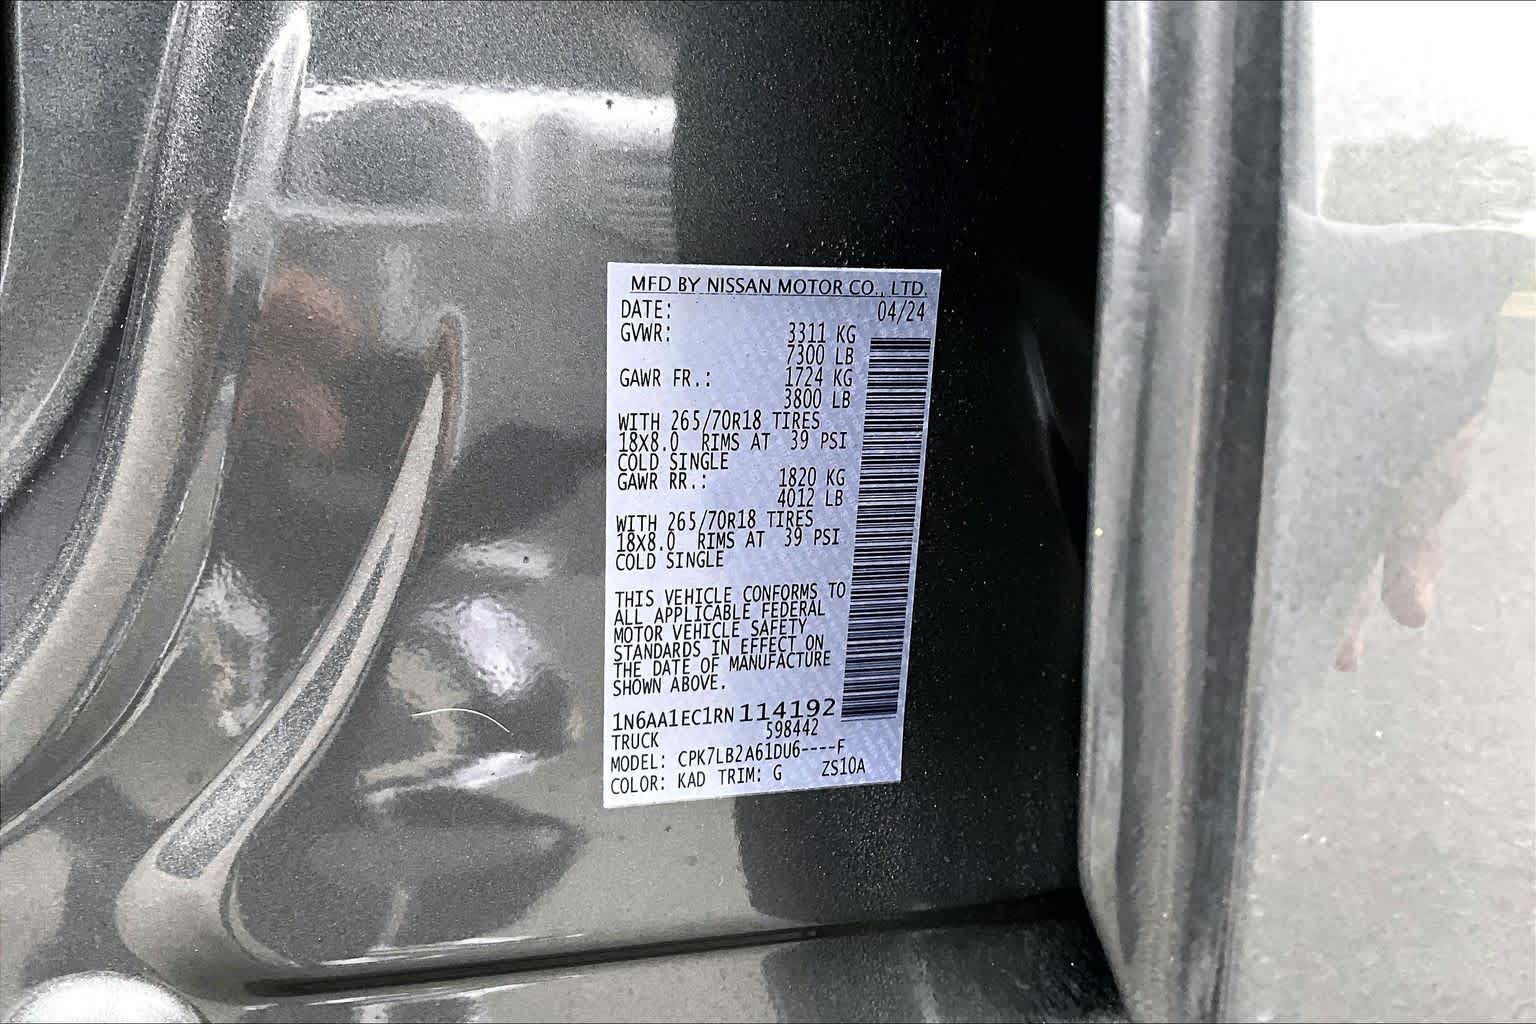 MFD BY NISSAN MOTOR CO., LTD.
DATE: 04/24
GVWR: 3311 KG
7300 LB
GAWR FR.: 1724 KG
3800 LB
WITH 265/70R18 TIRES
18X8.0 RIMS AT 39 PSI
COLD SINGLE
GAWR RR.: 1820 KG
4012 LB
WITH 265/70R18 TIRES
18X8.0 RIMS AT 39 PSI
COLD SINGLE
THIS VEHICLE CONFORMS TO
ALL APPLICABLE FEDERAL
MOTOR VEHICLE SAFETY
STANDARDS IN EFFECT ON
THE DATE OF MANUFACTURE
SHOWN ABOVE.
1N6AA1EC1RN114192
TRUCK 598442
MODEL: CPK7LB2A61DU6----F
COLOR: KAD TRIM: G ZS10A